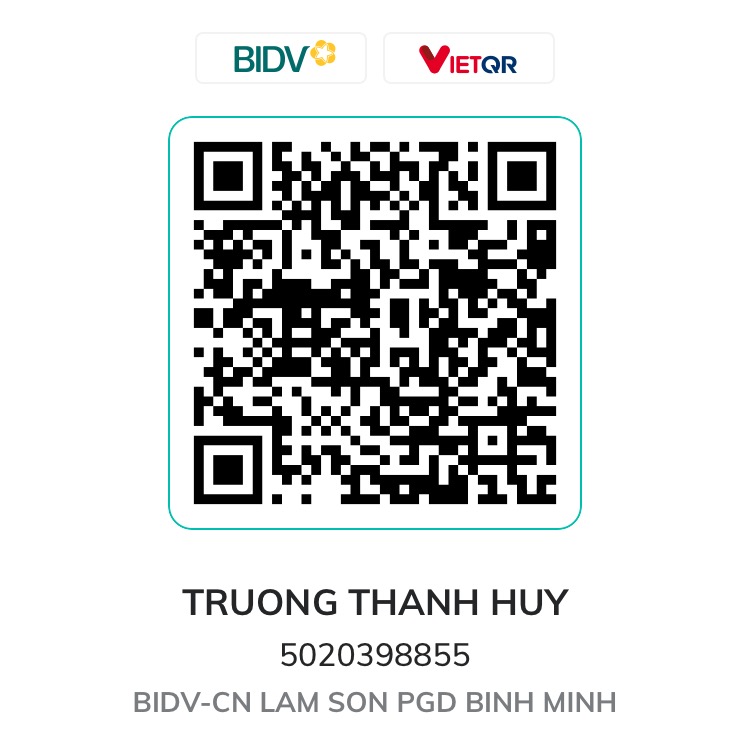 BIDV VIETQR
TRUONG THANH HUY
5020398855
BIDV-CN LAM SON PGD BINH MINH